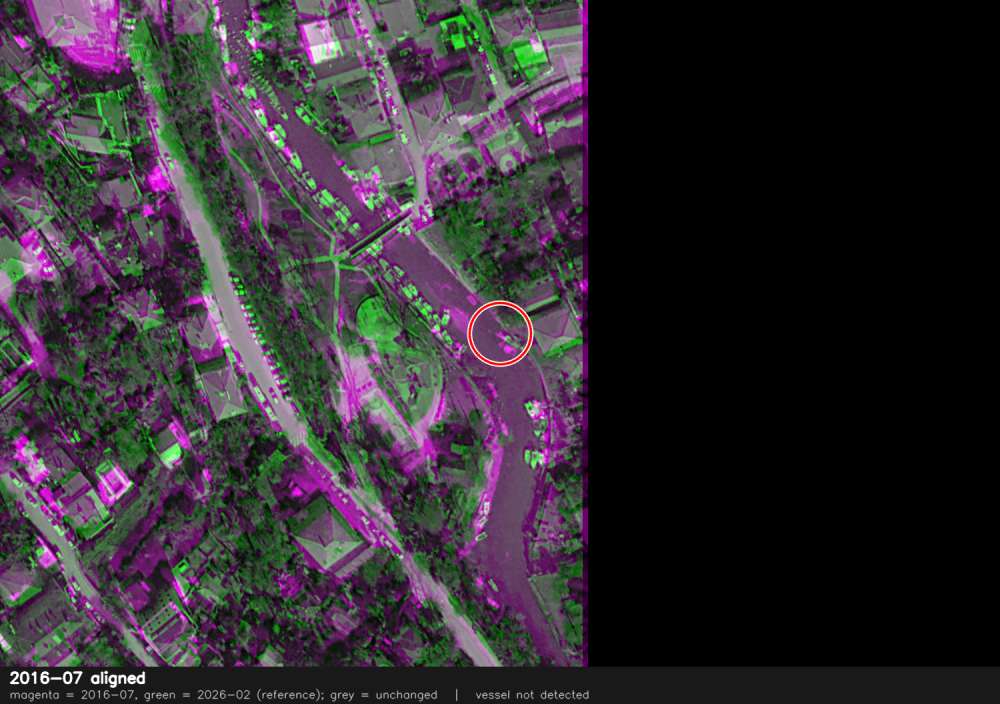 2016-07 aligned
magenta = 2016-07, green = 2026-02 (reference); grey = unchanged | vessel not detected